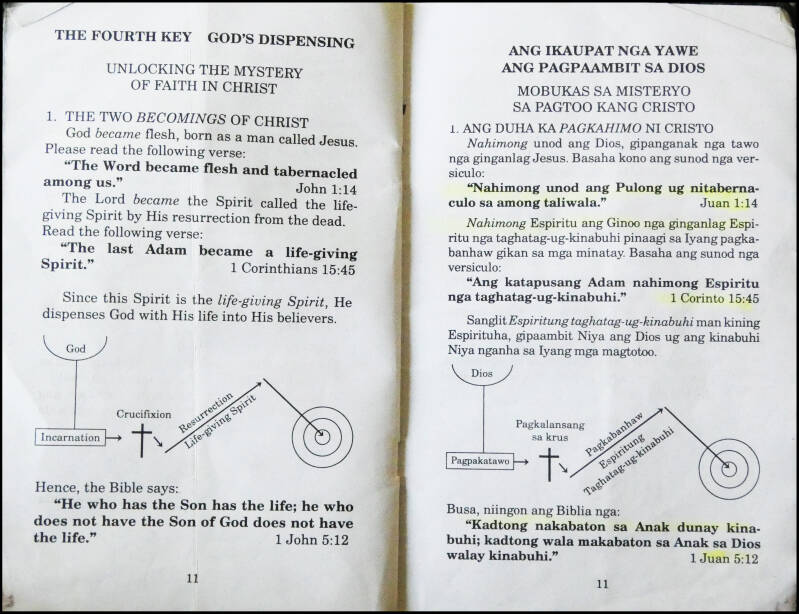 THE FOURTH KEY GOD'S DISPENSING
UNLOCKING THE MYSTERY
OF FAITH IN CHRIST
1. THE TWO BECOMINGS OF CHRIST
God became flesh, born as a man called Jesus.
Please read the following verse:
"The Word became flesh and tabernacled
among us." John 1:14
The Lord became the Spirit called the life-
giving Spirit by His resurrection from the dead.
Read the following verse:
"The last Adam became a life-giving
Spirit." 1 Corinthians 15:45
Since this Spirit is the life-giving Spirit, He
dispenses God with His life into His believers.
God
Crucifixion
Resurrection
Life-giving Spirit
Incarnation
Hence, the Bible says:
"He who has the Son has the life; he who
does not have the Son of God does not have
the life." 1 John 5:12
11
ANG IKAUPAT NGA YAWE
ANG PAGPAAMBIT SA DIOS
MOBUKAS SA MISTERYO
SA PAGTOO KANG CRISTO
1. ANG DUHA KA PAGKAHIMO NI CRISTO
Nahimong unod ang Dios, gipanganak nga tawo
nga ginganlag Jesus. Basaha kono ang sunod nga ver-
siculo:
"Nahimong unod ang Pulong ug nitaberna-
culo sa among taliwala." Juan 1:14
Nahimong Espiritu ang Ginoo nga ginganlag Espi-
ritu nga taghatag-ug-kinabuhi pinaagi sa Iyang pagka-
banhaw gikan sa mga minatay. Basaha ang sunod nga
versiculo:
"Ang katapusang Adam nahimong Espiritu
nga taghatag-ug-kinabuhi." 1 Corinto 15:45
Sanglit Espiritung taghatag-ug-kinabuhi man kining
Espirituha, gipaambit Niya ang Dios ug ang kinabuhi
Niya nganha sa Iyang mga magtotoo.
Dios
Pagkalansang
sa krus
Pagkabanhaw
Espiritung
Taghatag-ug-kinabuhi
Pagpakatawo
Busa, niingon ang Biblia nga:
"Kadtong nakabaton sa Anak dunay kina-
buhi; kadtong wala makabaton sa Anak sa Dios
walay kinabuhi." 1 Juan 5:12
11